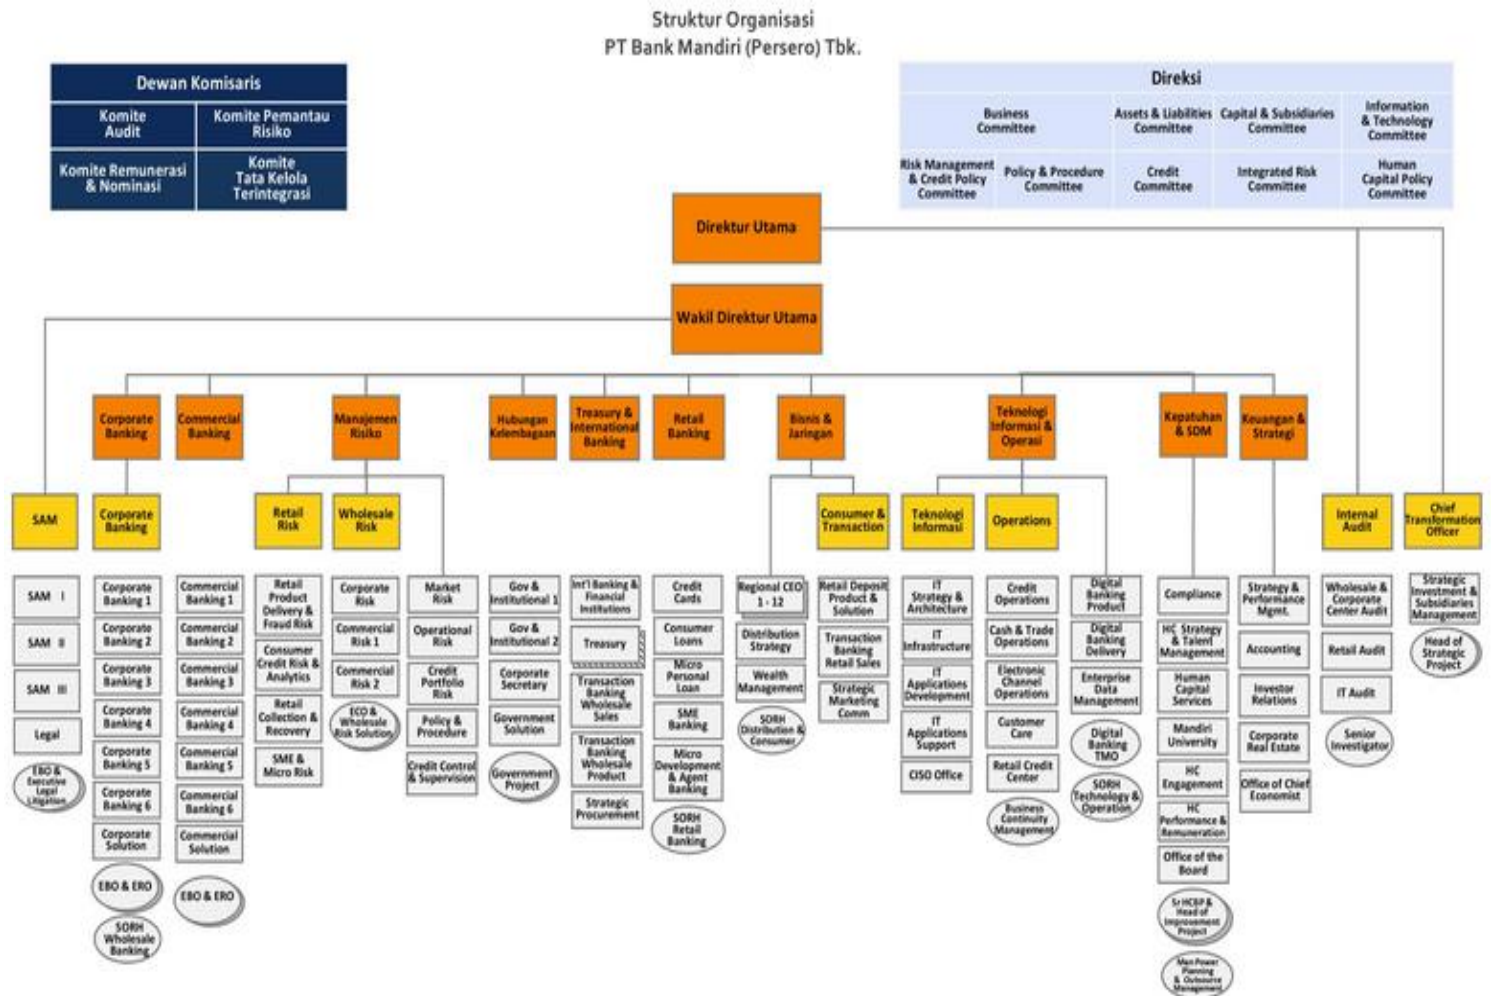 Struktur Organisasi
PT Bank Mandiri (Persero) Tbk.
Dewan Komisaris
Komite
Audit
Komite Pemantau
Risiko
Komite Remunerasi
& Nominasi
Komite
Tata Kelola
Terintegrasi
Direksi
Business
Committee
Assets & Liabilities
Committee
Capital & Subsidiaries
Committee
Information
& Technology
Committee
Risk Management
& Credit Policy
Committee
Policy & Procedure
Committee
Credit
Committee
Integrated Risk
Committee
Human
Capital Policy
Committee
Direktur Utama
Wakil Direktur Utama
Corporate
Banking
Commercial
Banking
Manajemen
Risiko
Hubungan
Kelembagaan
Treasury &
International
Banking
Retail
Banking
Bisnis &
Jaringan
Teknologi
Informasi &
Operasi
Kepatuhan
& SDM
Keuangan &
Strategi
SAM
Corporate
Banking
Retail
Risk
Wholesale
Risk
Consumer &
Transaction
Teknologi
Informasi
Operations
Internal
Audit
Chief
Transformation
Officer
SAM I
SAM II
SAM III
Legal
EBO &
Executive
Legal
Litigation
Corporate
Banking 1
Corporate
Banking 2
Corporate
Banking 3
Corporate
Banking 4
Corporate
Banking 5
Corporate
Banking 6
Corporate
Solution
EBO & ERO
SORH
Wholesale
Banking
Commercial
Banking 1
Commercial
Banking 2
Commercial
Banking 3
Commercial
Banking 4
Commercial
Banking 5
Commercial
Banking 6
Commercial
Solution
EBO & ERO
Retail
Product
Delivery &
Fraud Risk
Consumer
Credit Risk &
Analytics
Retail
Collection &
Recovery
SME &
Micro Risk
Corporate
Risk
Commercial
Risk 1
Commercial
Risk 2
ECO &
Wholesale
Risk Solution
Market
Risk
Operational
Risk
Credit
Portfolio
Risk
Policy &
Procedure
Credit Control
& Supervision
Gov &
Institutional 1
Gov &
Institutional 2
Corporate
Secretary
Government
Solution
Government
Project
Int'l Banking &
Financial
Institutions
Treasury
Transaction
Banking
Wholesale
Sales
Transaction
Banking
Wholesale
Product
Strategic
Procurement
Credit
Cards
Consumer
Loans
Micro
Personal
Loan
SME
Banking
Micro
Development
& Agent
Banking
SORH
Retail
Banking
Regional CEO
1 - 12
Distribution
Strategy
Wealth
Management
SORH
Distribution &
Consumer
Retail Deposit
Product &
Solution
Transaction
Banking
Retail Sales
Strategic
Marketing
Comm
IT
Strategy &
Architecture
IT
Infrastructure
IT
Applications
Development
IT
Applications
Support
CISO Office
Credit
Operations
Cash & Trade
Operations
Electronic
Channel
Operations
Customer
Care
Retail Credit
Center
Business
Continuity
Management
Digital
Banking
Product
Digital
Banking
Delivery
Enterprise
Data
Management
Digital
Banking
TMO
SORH
Technology &
Operation
Compliance
HC Strategy
& Talent
Management
Human
Capital
Services
Mandiri
University
HC
Engagement
HC
Performance &
Remuneration
Office of the
Board
Sr HCBP &
Head of
Improvement
Project
Man Power
Planning
& Outsource
Management
Strategy &
Performance
Mgmt.
Accounting
Investor
Relations
Corporate
Real Estate
Office of Chief
Economist
Wholesale &
Corporate
Center Audit
Retail Audit
IT Audit
Senior
Investigator
Strategic
Investment &
Subsidiaries
Management
Head of
Strategic
Project